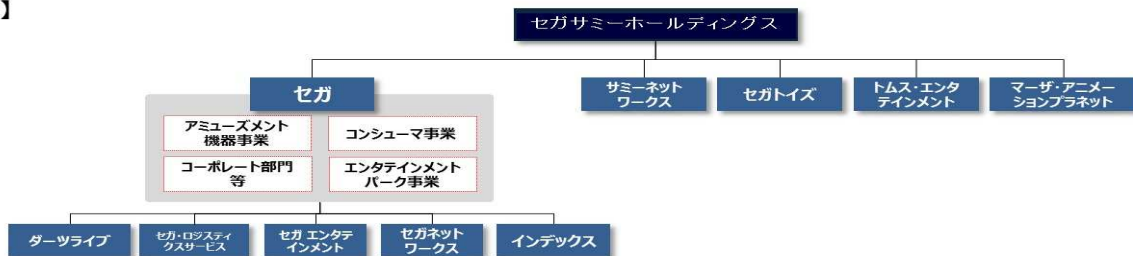 】
セガサミーホールディングス
セガ
サミーネット
ワークス
セガトイズ
トムス・エンタ
テインメント
マーザ・アニメー
ションプラネット
アミューズメント
機器事業
コンシューマ事業
コーポレート部門
等
エンタテインメント
パーク事業
ダーツライブ
セガ・ロジスティ
クスサービス
セガ エンタテ
インメント
セガネット
ワークス
インデックス